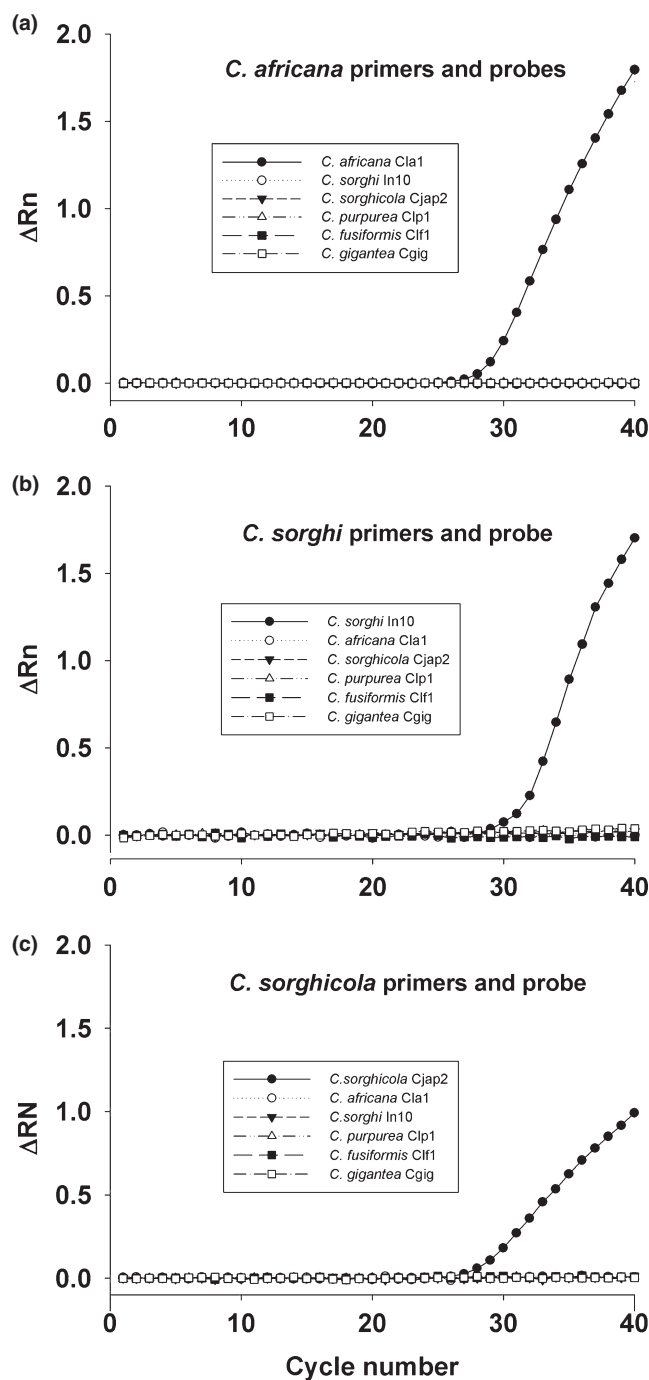 (a)
2.0
C. africana primers and probes
1.5
C. africana Cla1
C. sorghi In10
C. sorghicola Cjap2
C. purpurea Clp1
C. fusiformis Clf1
C. gigantea Cgig
ΔRn
1.0
0.5
0.0
0 10 20 30 40
(b)
2.0
C. sorghi primers and probe
1.5
C. sorghi In10
C. africana Cla1
C. sorghicola Cjap2
C. purpurea Clp1
C. fusiformis Clf1
C. gigantea Cgig
ΔRn
1.0
0.5
0.0
0 10 20 30 40
(c)
2.0
C. sorghicola primers and probe
1.5
C.sorghicola Cjap2
C. africana Cla1
C.sorghi In10
C. purpurea Clp1
C. fusiformis Clf1
C. gigantea Cgig
ΔRN
1.0
0.5
0.0
0 10 20 30 40
Cycle number